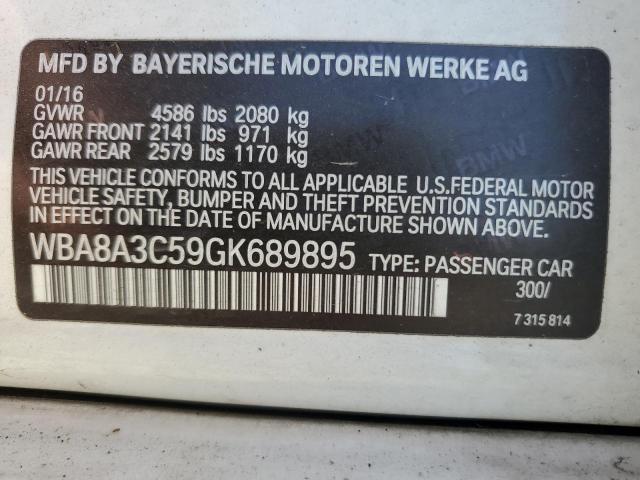 MFD BY BAYERISCHE MOTOREN WERKE AG
01/16
GVWR 4586 lbs 2080 kg
GAWR FRONT 2141 lbs 971 kg
GAWR REAR 2579 lbs 1170 kg
THIS VEHICLE CONFORMS TO ALL APPLICABLE U.S.FEDERAL MOTOR
VEHICLE SAFETY, BUMPER AND THEFT PREVENTION STANDARDS
IN EFFECT ON THE DATE OF MANUFACTURE SHOWN ABOVE.
WBA8A3C59GK689895 TYPE: PASSENGER CAR
300/
7 315 814
BMW
BMW